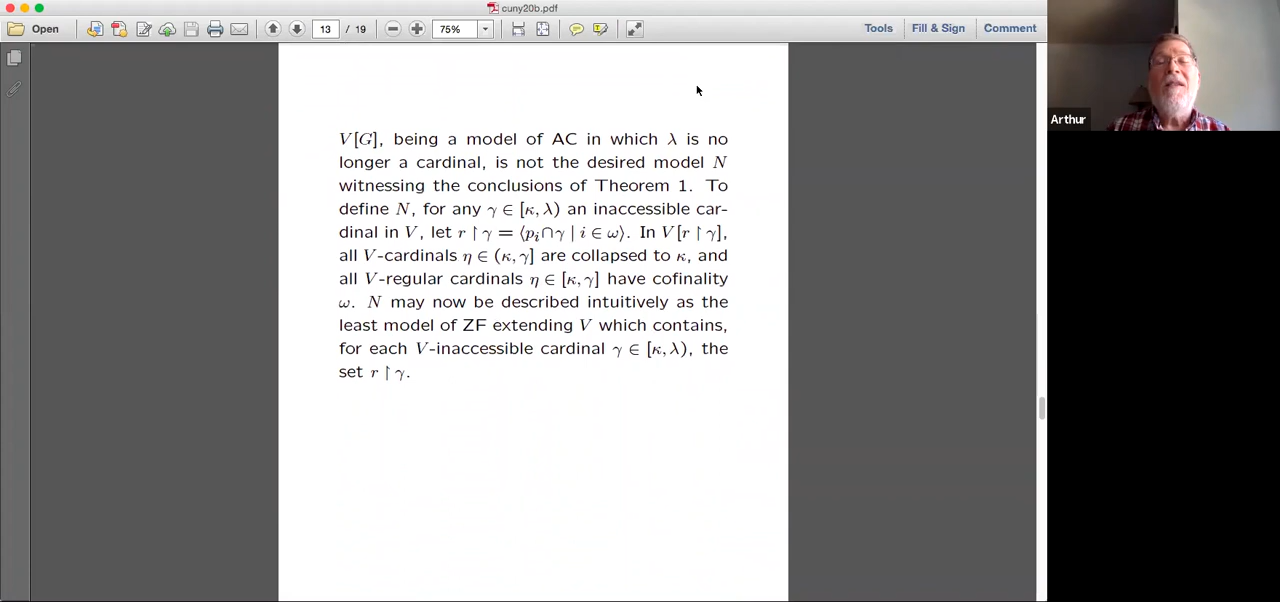 cuny20b.pdf
Open
13 / 19
75%
Tools
Fill & Sign
Comment
Arthur
V[G], being a model of AC in which λ is no
longer a cardinal, is not the desired model N
witnessing the conclusions of Theorem 1. To
define N, for any γ ∈ [κ, λ) an inaccessible car-
dinal in V, let r ↾ γ = ⟨p_i ∩ γ | i ∈ ω⟩. In V[r ↾ γ],
all V-cardinals η ∈ (κ, γ] are collapsed to κ, and
all V-regular cardinals η ∈ [κ, γ] have cofinality
ω. N may now be described intuitively as the
least model of ZF extending V which contains,
for each V-inaccessible cardinal γ ∈ [κ, λ), the
set r ↾ γ.